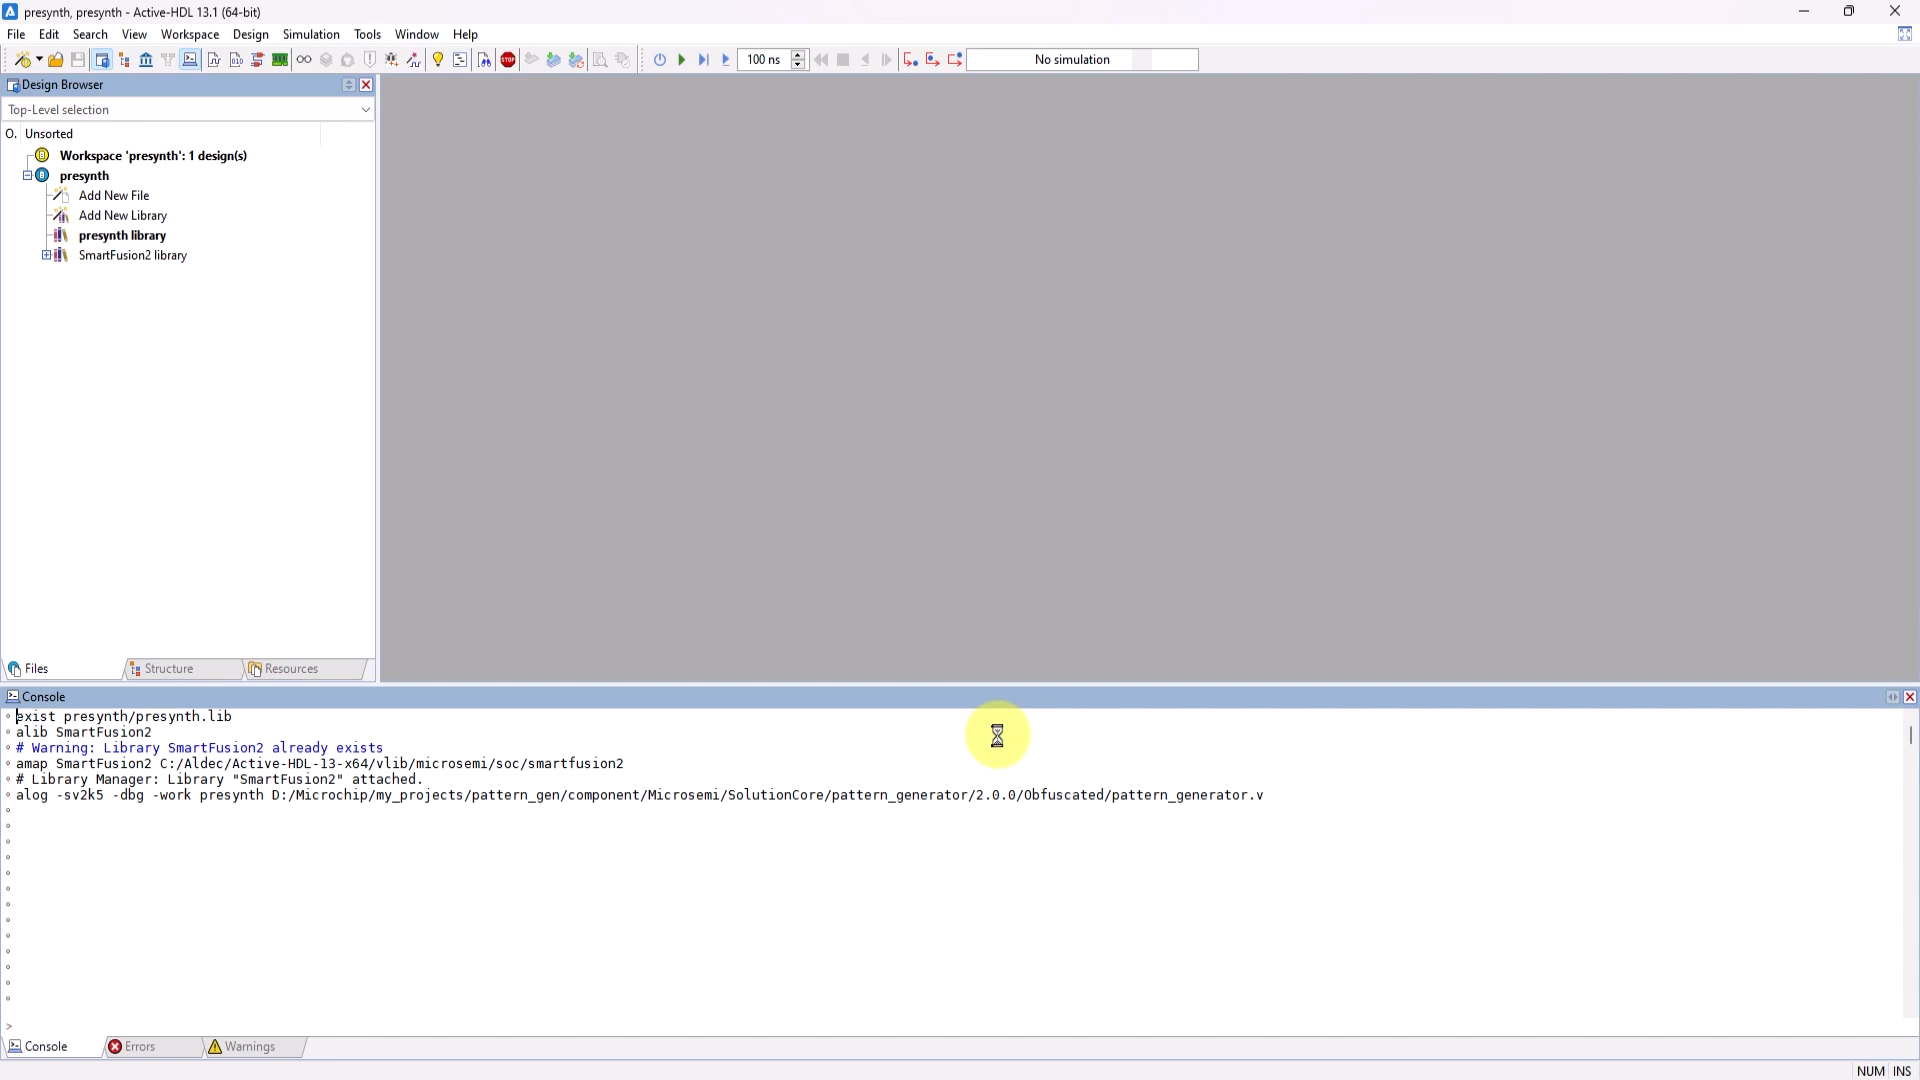 presynth, presynth - Active-HDL 13.1 (64-bit)
File Edit Search View Workspace Design Simulation Tools Window Help
100 ns No simulation
Design Browser
Top-Level selection
O. Unsorted
Workspace 'presynth': 1 design(s)
presynth
Add New File
Add New Library
presynth library
SmartFusion2 library
Files Structure Resources
Console
exist presynth/presynth.lib
alib SmartFusion2
# Warning: Library SmartFusion2 already exists
amap SmartFusion2 C:/Aldec/Active-HDL-13-x64/vlib/microsemi/soc/smartfusion2
# Library Manager: Library "SmartFusion2" attached.
alog -sv2k5 -dbg -work presynth D:/Microchip/my_projects/pattern_gen/component/Microsemi/SolutionCore/pattern_generator/2.0.0/Obfuscated/pattern_generator.v
>
Console Errors Warnings
NUM INS